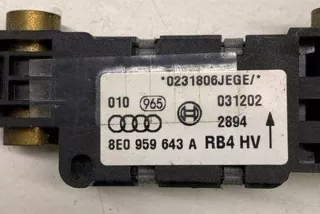 *0231806JEGE/*
010 965 031202
2894
8E0 959 643 A RB4 HV